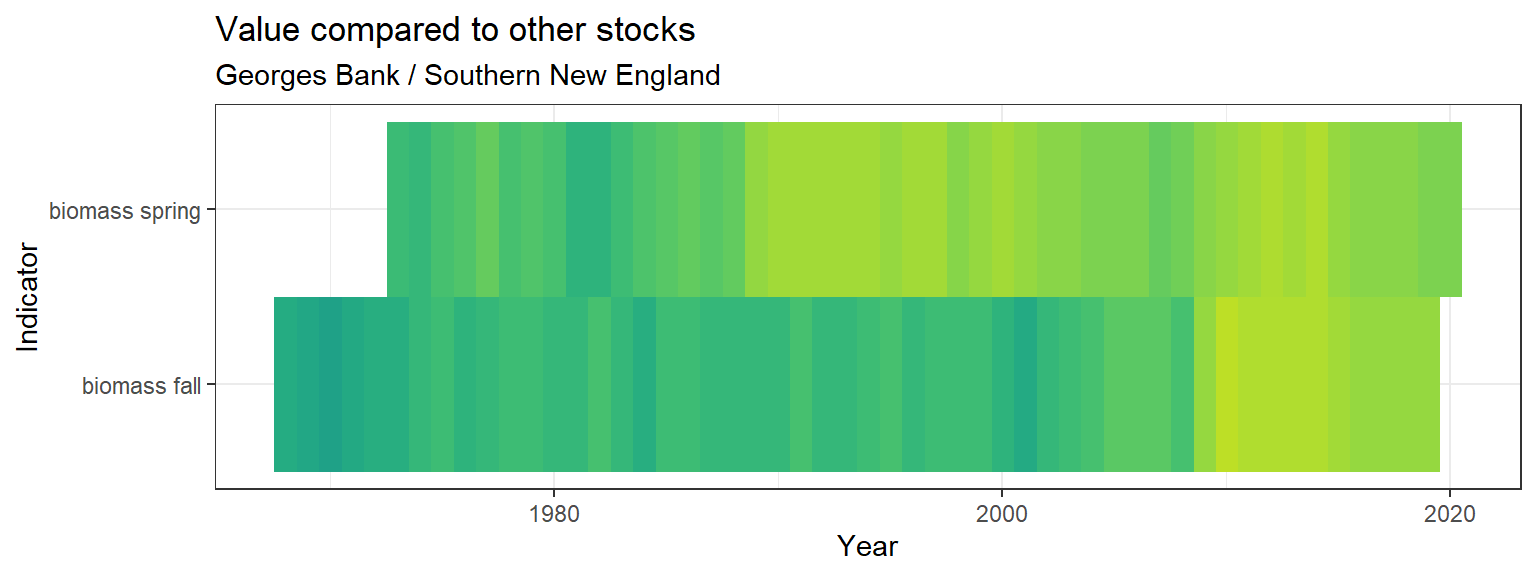 Value compared to other stocks
Georges Bank / Southern New England
Indicator
biomass spring
biomass fall
1980
2000
2020
Year